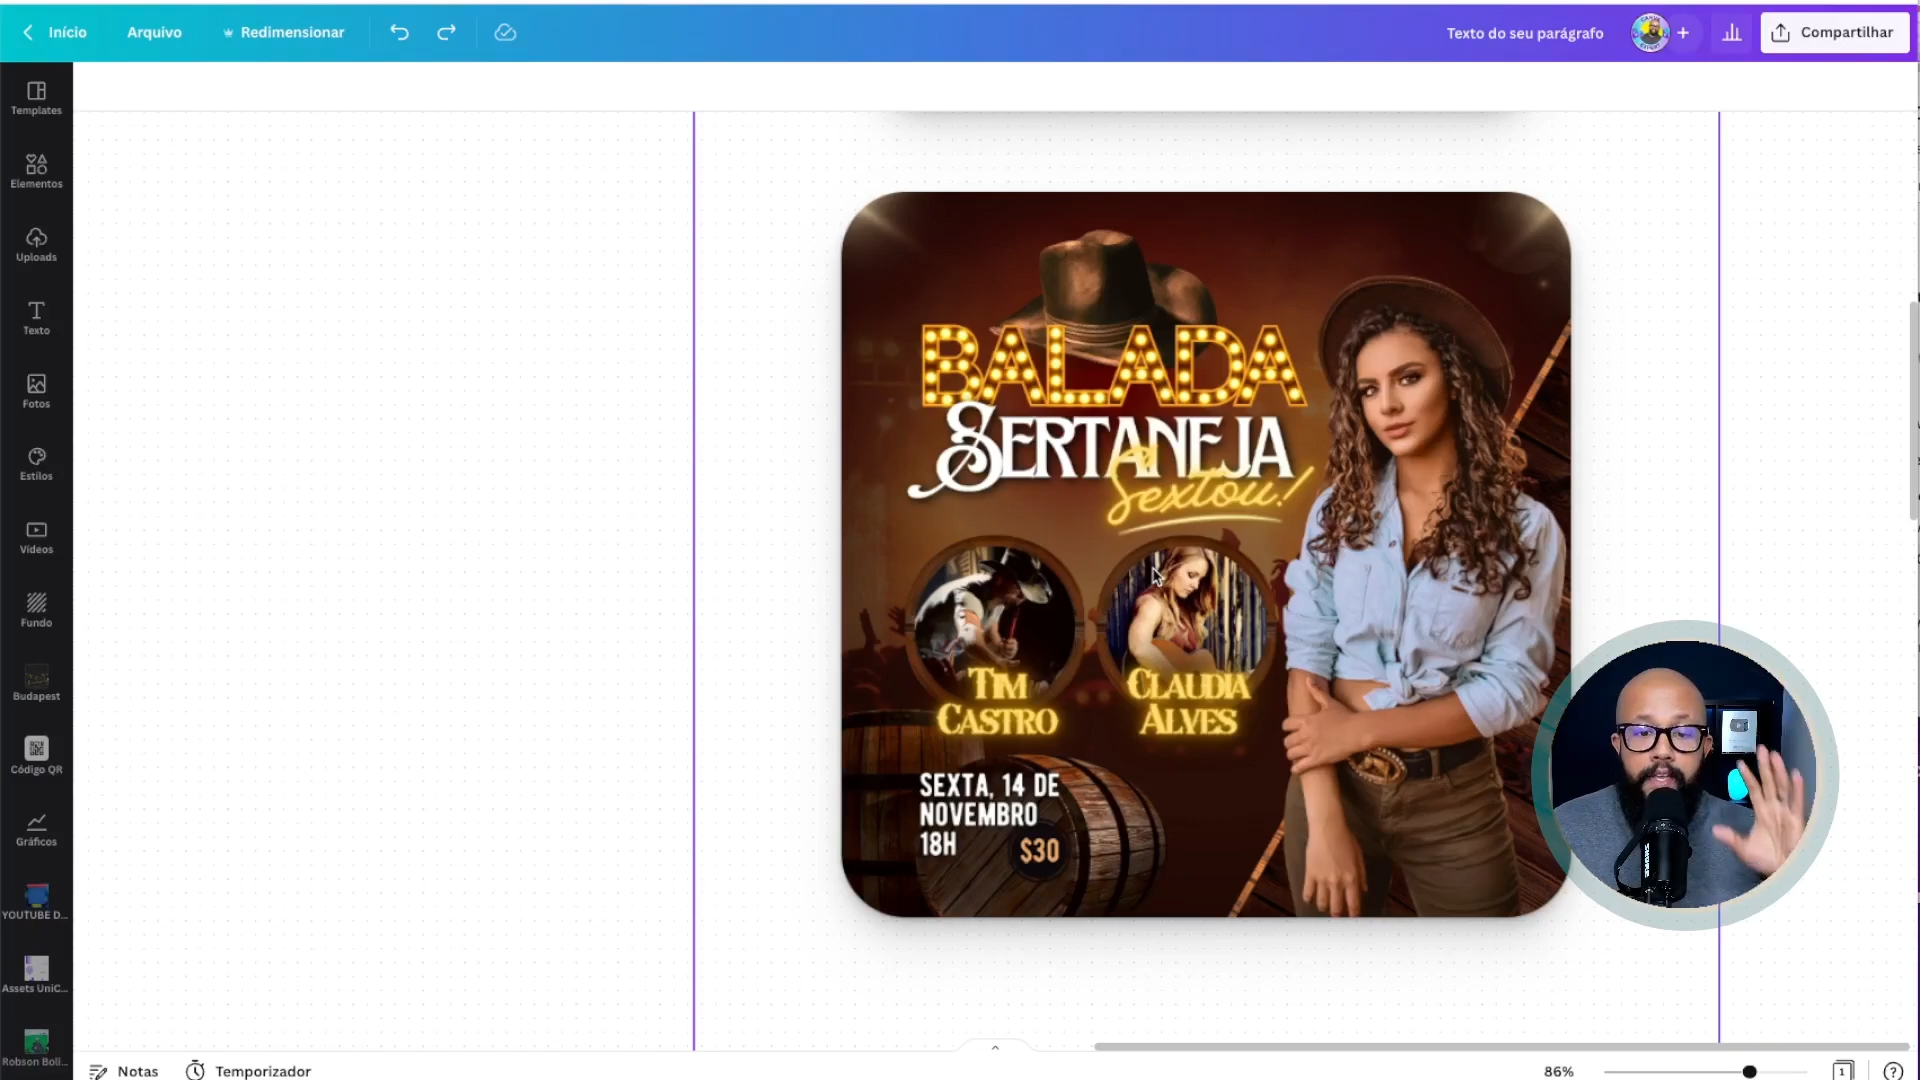 Início
Arquivo
Redimensionar
Texto do seu parágrafo
Compartilhar
Templates
Elementos
Uploads
Texto
Fotos
Estilos
Vídeos
Fundo
Budapest
Código QR
Gráficos
YOUTUBE D...
Assets UniC...
Robson Boli...
BALADA
SERTANEJA
Sextou!
TIM
CASTRO
CLAUDIA
ALVES
SEXTA, 14 DE
NOVEMBRO
18H
$30
Notas
Temporizador
86%
1
?